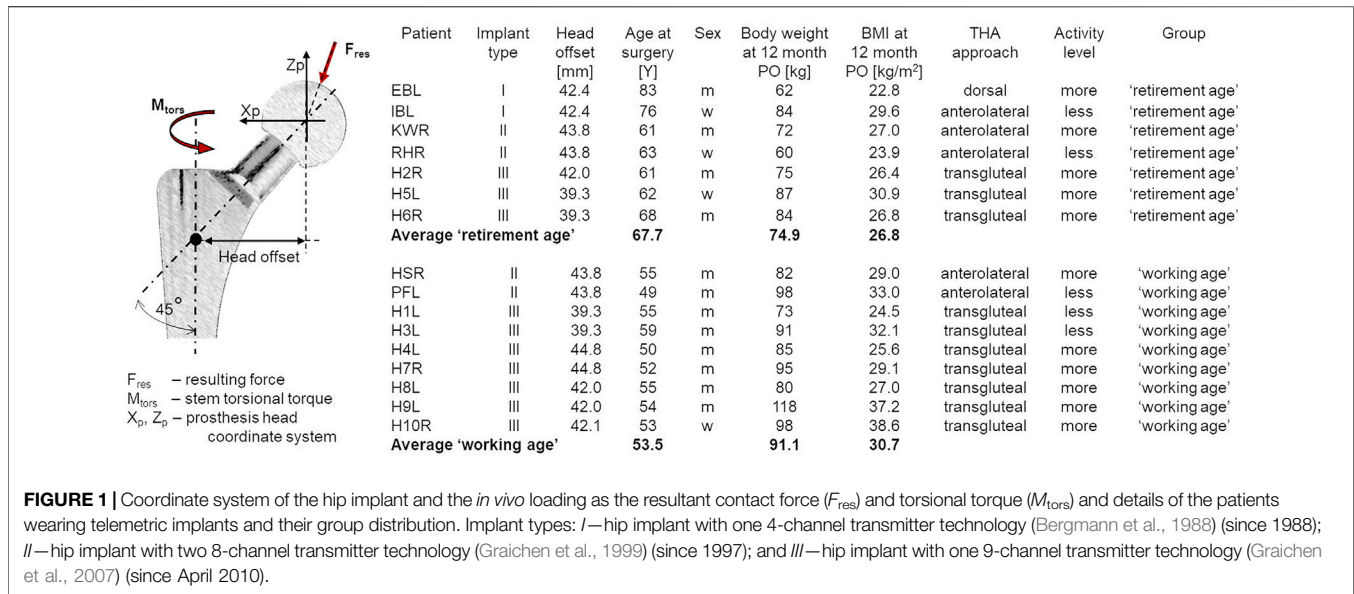 F_res
Zp
M_tors
Xp
Head offset
45°
F_res – resulting force
M_tors – stem torsional torque
X_p, Z_p – prosthesis head
coordinate system
Patient Implant type Head offset [mm] Age at surgery [Y] Sex Body weight at 12 month PO [kg] BMI at 12 month PO [kg/m²] THA approach Activity level Group
EBL I 42.4 83 m 62 22.8 dorsal more ‘retirement age’
IBL I 42.4 76 w 84 29.6 anterolateral less ‘retirement age’
KWR II 43.8 61 m 72 27.0 anterolateral more ‘retirement age’
RHR II 43.8 63 w 60 23.9 anterolateral less ‘retirement age’
H2R III 42.0 61 m 75 26.4 transgluteal more ‘retirement age’
H5L III 39.3 62 w 87 30.9 transgluteal more ‘retirement age’
H6R III 39.3 68 m 84 26.8 transgluteal more ‘retirement age’
Average ‘retirement age’ 67.7 74.9 26.8
HSR II 43.8 55 m 82 29.0 anterolateral more ‘working age’
PFL II 43.8 49 m 98 33.0 anterolateral less ‘working age’
H1L III 39.3 55 m 73 24.5 transgluteal less ‘working age’
H3L III 39.3 59 m 91 32.1 transgluteal less ‘working age’
H4L III 44.8 50 m 85 25.6 transgluteal more ‘working age’
H7R III 44.8 52 m 95 29.1 transgluteal more ‘working age’
H8L III 42.0 55 m 80 27.0 transgluteal more ‘working age’
H9L III 42.0 54 m 118 37.2 transgluteal more ‘working age’
H10R III 42.1 53 w 98 38.6 transgluteal more ‘working age’
Average ‘working age’ 53.5 91.1 30.7
FIGURE 1 | Coordinate system of the hip implant and the in vivo loading as the resultant contact force (F_res) and torsional torque (M_tors) and details of the patients
wearing telemetric implants and their group distribution. Implant types: I—hip implant with one 4-channel transmitter technology (Bergmann et al., 1988) (since 1988);
II—hip implant with two 8-channel transmitter technology (Graichen et al., 1999) (since 1997); and III—hip implant with one 9-channel transmitter technology (Graichen
et al., 2007) (since April 2010).